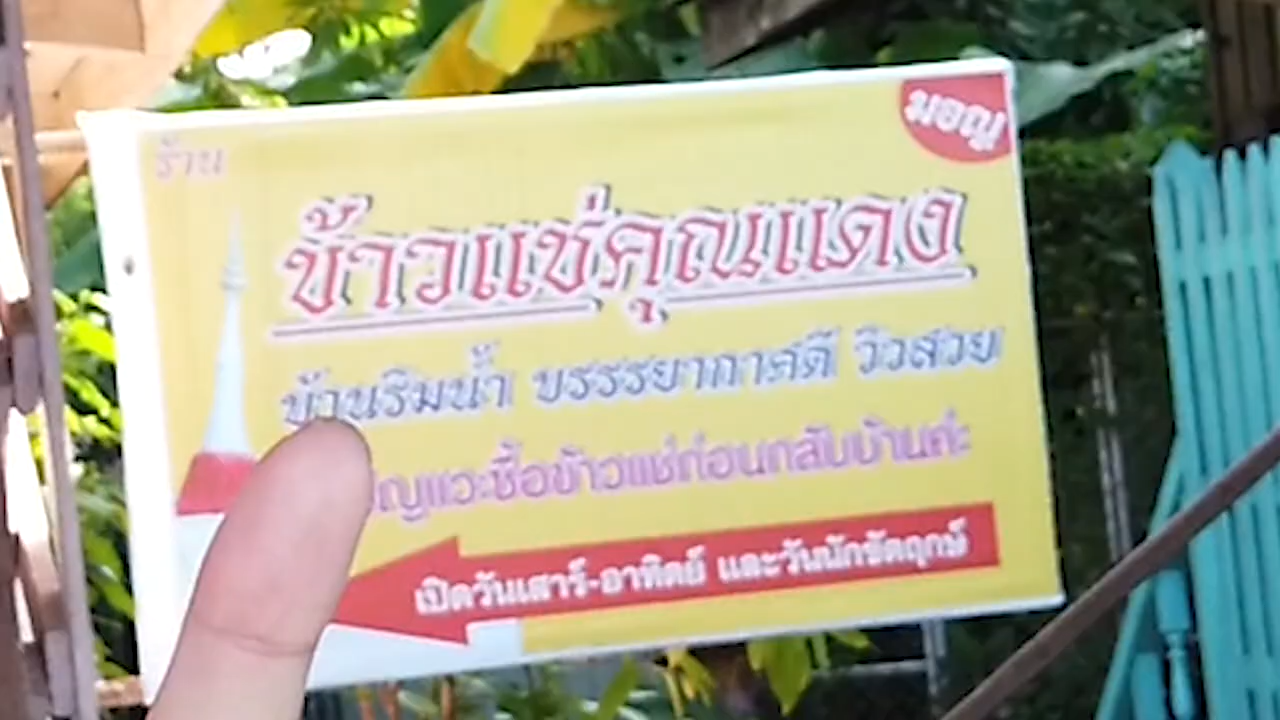 ร้าน
มอญ
ข้าวแช่คุณแดง
บ้านริมน้ำ บรรรยากาศดี วิวสวย
แวะซื้อข้าวแช่ก่อนกลับบ้านค่ะ
เปิดวันเสาร์-อาทิตย์ และวันนักขัตฤกษ์